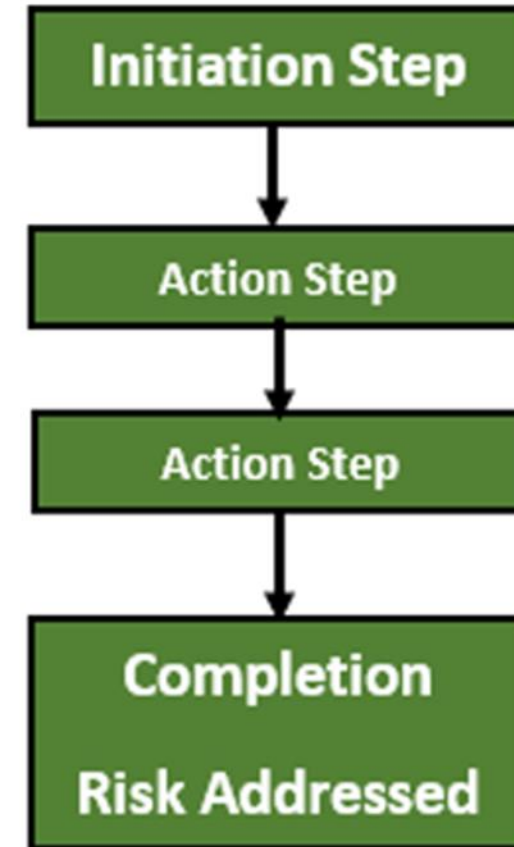 Initiation Step
Action Step
Action Step
Completion
Risk Addressed